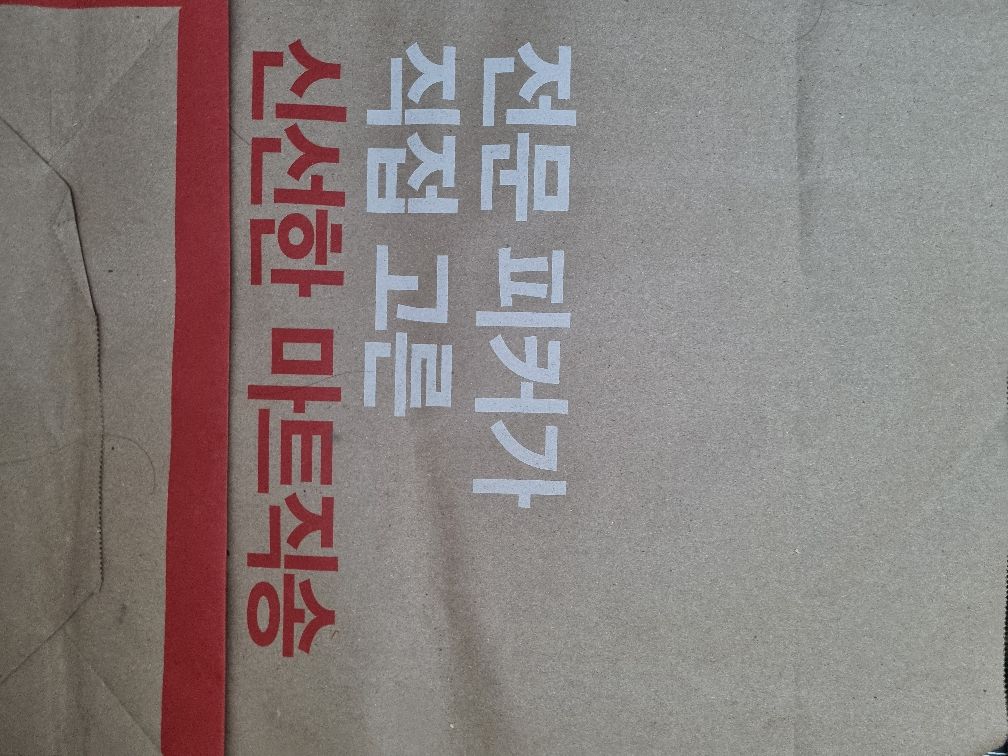 전문 피커가
직접 고른
신선한 마트직송